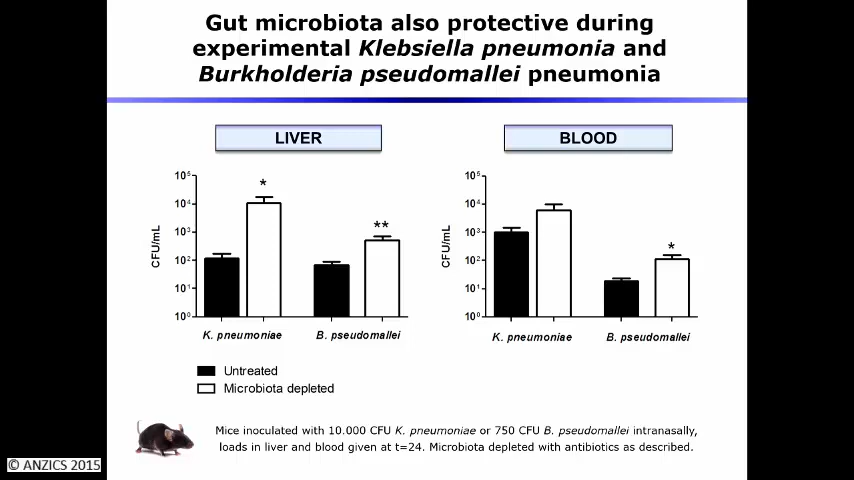 Gut microbiota also protective during
experimental Klebsiella pneumonia and
Burkholderia pseudomallei pneumonia
LIVER
BLOOD
CFU/mL
10⁵
10⁴
10³
10²
10¹
10⁰
*
**
K. pneumoniae
B. pseudomallei
CFU/mL
10⁵
10⁴
10³
10²
10¹
10⁰
*
K. pneumoniae
B. pseudomallei
Untreated
Microbiota depleted
Mice inoculated with 10.000 CFU K. pneumoniae or 750 CFU B. pseudomallei intranasally,
loads in liver and blood given at t=24. Microbiota depleted with antibiotics as described.
© ANZICS 2015